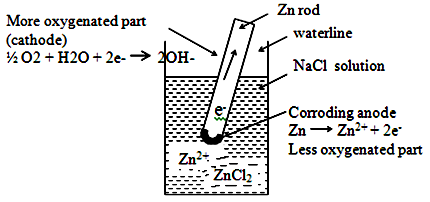 More oxygenated part
(cathode)
½ O2 + H2O + 2e- → 2OH-
Zn rod
waterline
NaCl solution
e-
Corroding anode
Zn → Zn²⁺ + 2e⁻
Less oxygenated part
Zn²⁺
ZnCl₂